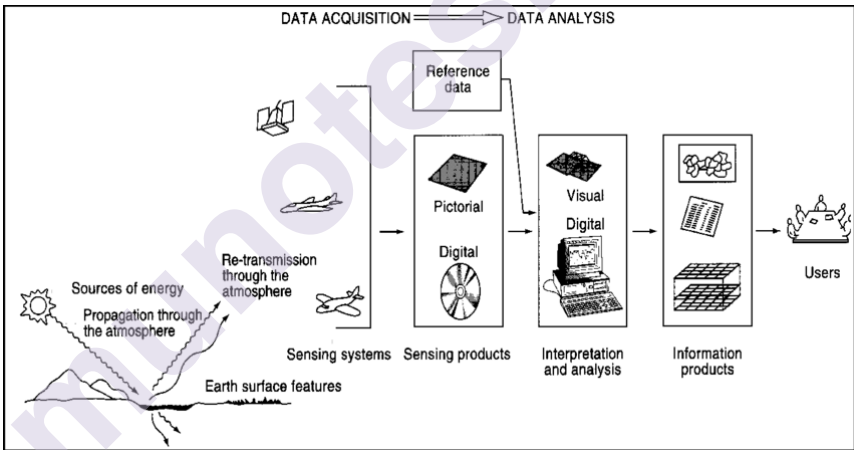 DATA ACQUISITION
DATA ANALYSIS
Reference
data
Pictorial
Visual
Digital
Digital
Re-transmission
through the
atmosphere
Sources of energy
Propagation through
the atmosphere
Users
Sensing systems
Sensing products
Interpretation
and analysis
Information
products
Earth surface features
munotes